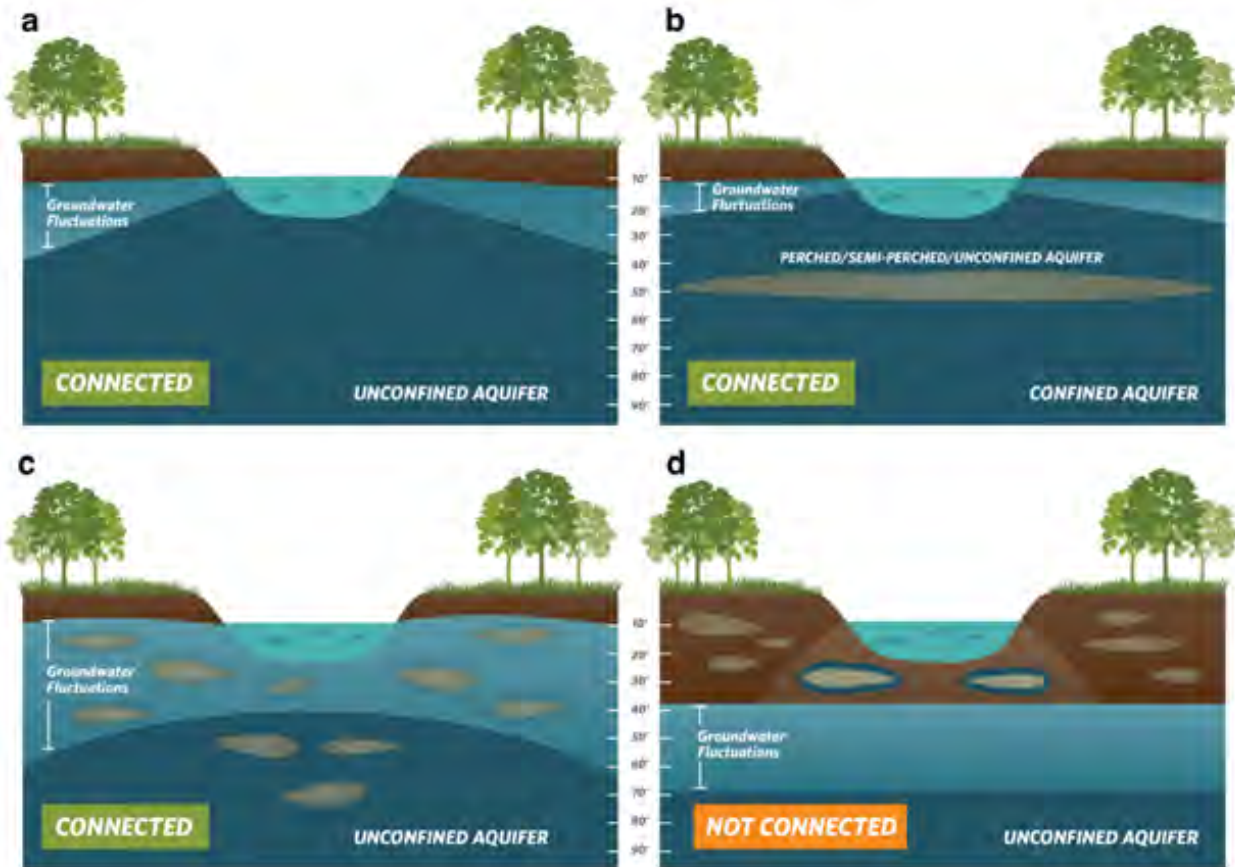 a
b
Groundwater
Fluctuations
CONNECTED
UNCONFINED AQUIFER
10'
20'
30'
40'
50'
60'
70'
80'
90'
Groundwater
Fluctuations
PERCHED/SEMI-PERCHED/UNCONFINED AQUIFER
CONNECTED
CONFINED AQUIFER
c
d
Groundwater
Fluctuations
CONNECTED
UNCONFINED AQUIFER
10'
20'
30'
40'
50'
60'
70'
80'
90'
Groundwater
Fluctuations
NOT CONNECTED
UNCONFINED AQUIFER